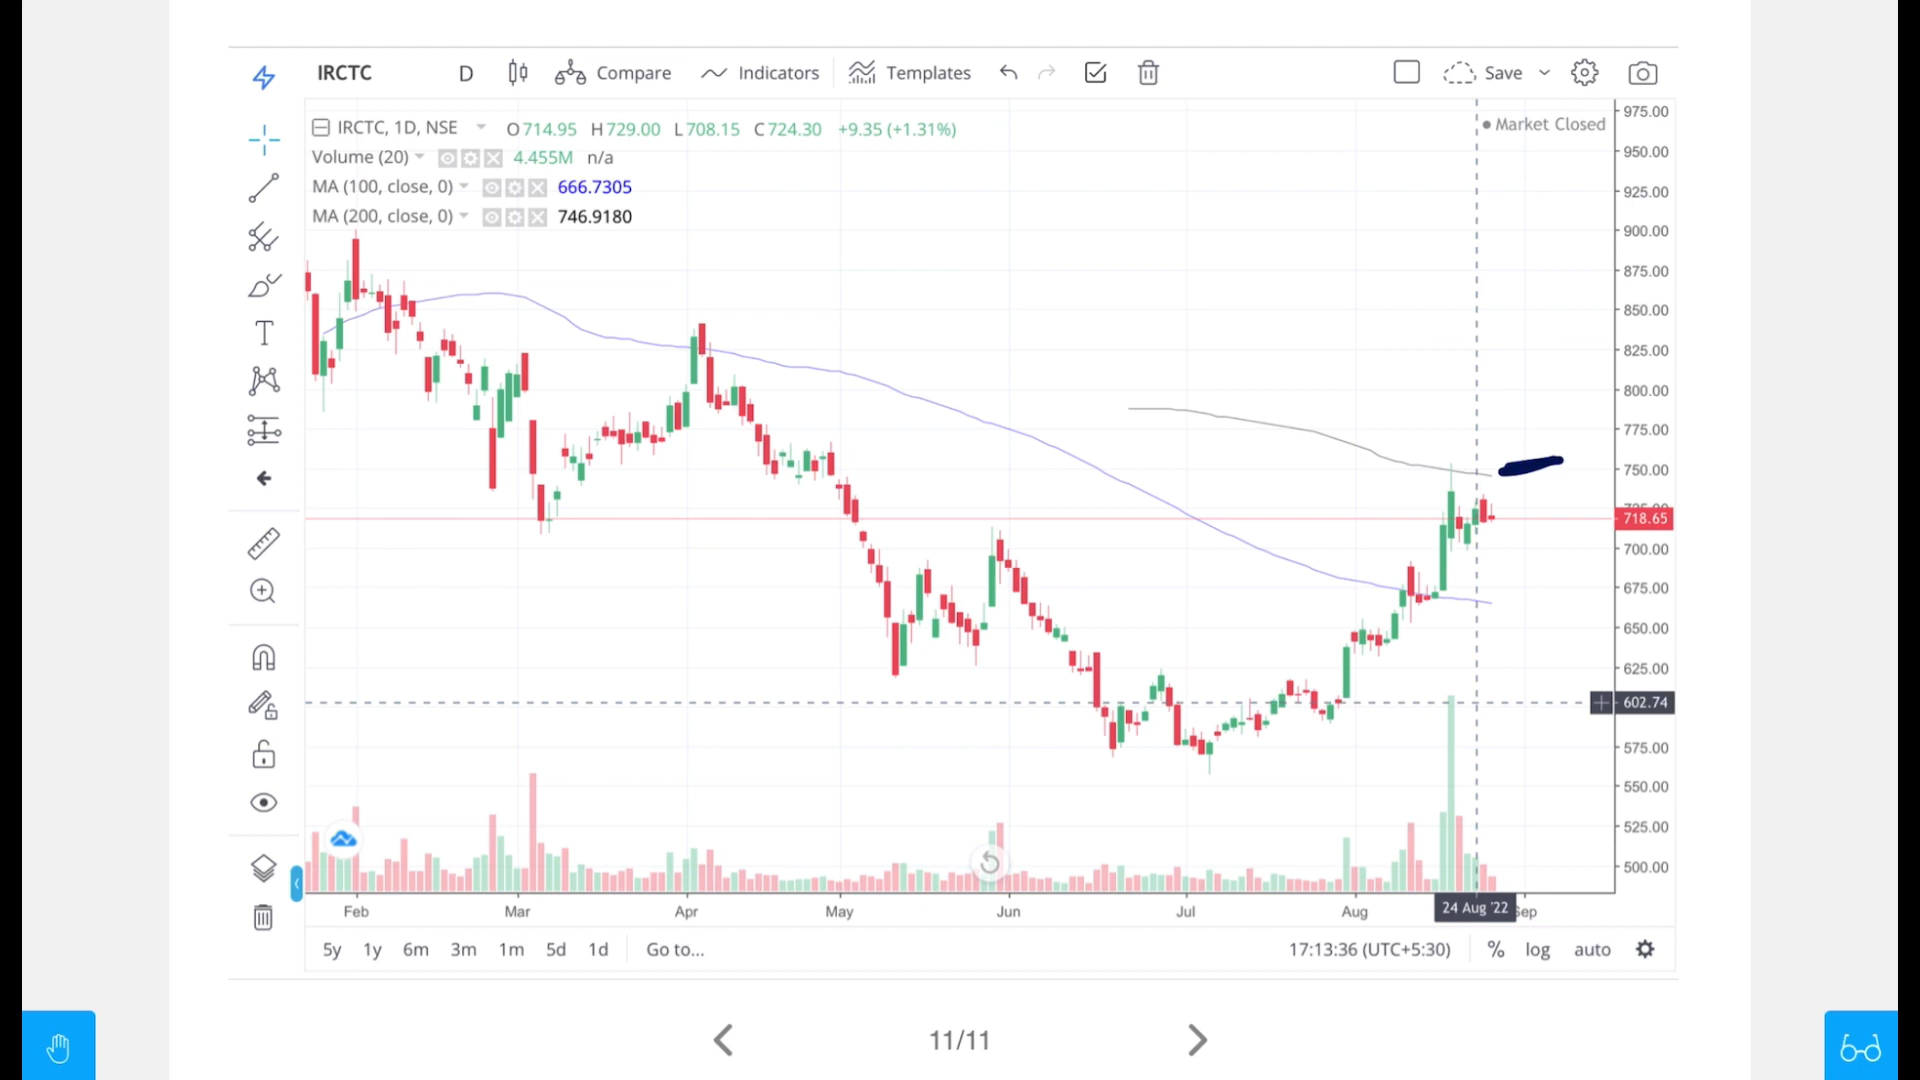 IRCTC D Compare Indicators Templates Save
IRCTC, 1D, NSE O714.95 H729.00 L708.15 C724.30 +9.35 (+1.31%)
Market Closed
Volume (20) 4.455M n/a
MA (100, close, 0) 666.7305
MA (200, close, 0) 746.9180
975.00
950.00
925.00
900.00
875.00
850.00
825.00
800.00
775.00
750.00
718.65
700.00
675.00
650.00
625.00
602.74
575.00
550.00
525.00
500.00
Feb Mar Apr May Jun Jul Aug 24 Aug '22
5y 1y 6m 3m 1m 5d 1d Go to... 17:13:36 (UTC+5:30) % log auto
11/11